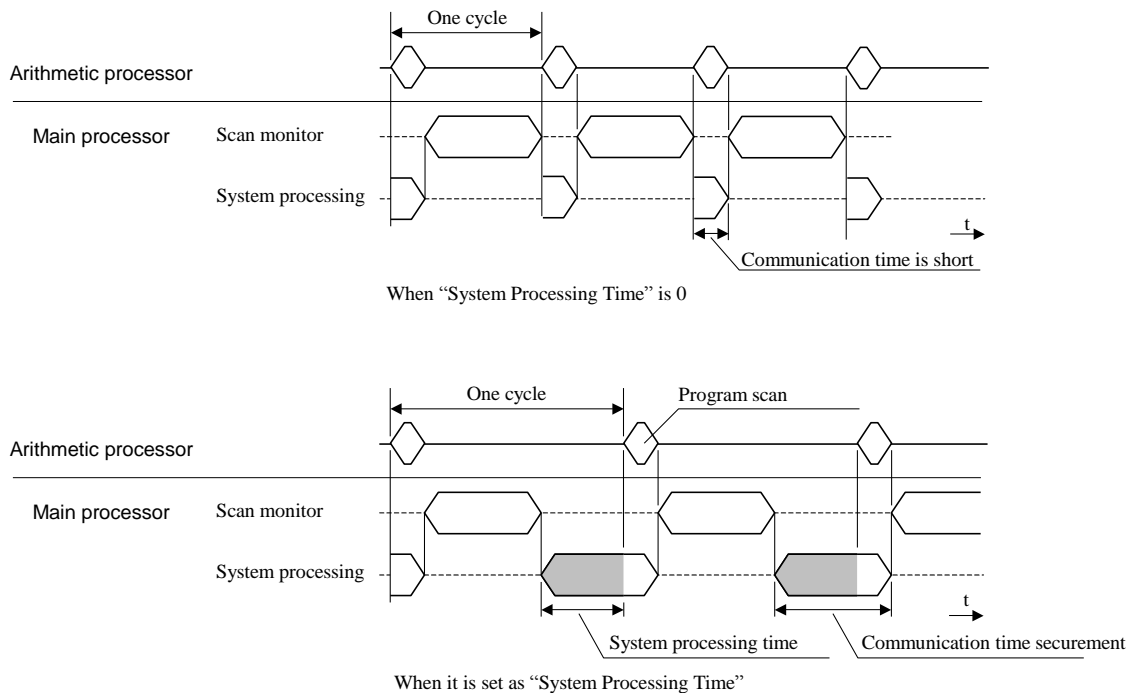 One cycle
Arithmetic processor
Main processor
Scan monitor
System processing
t
Communication time is short
When “System Processing Time” is 0
One cycle
Program scan
Arithmetic processor
Main processor
Scan monitor
System processing
t
System processing time
Communication time securement
When it is set as “System Processing Time”